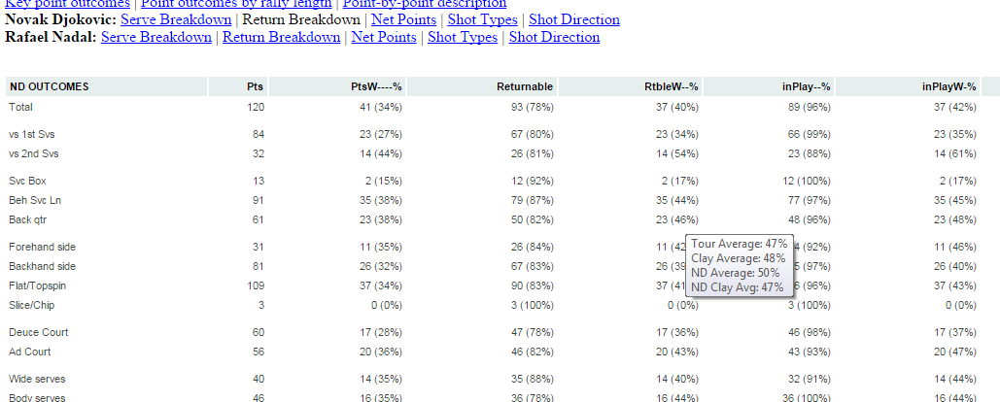 Key point outcomes | Point outcomes by rally length | Point-by-point description
Novak Djokovic: Serve Breakdown | Return Breakdown | Net Points | Shot Types | Shot Direction
Rafael Nadal: Serve Breakdown | Return Breakdown | Net Points | Shot Types | Shot Direction
ND OUTCOMES Pts PtsW----% Returnable RtbleW--% inPlay--% inPlayW-%
Total 120 41 (34%) 93 (78%) 37 (40%) 89 (96%) 37 (42%)
vs 1st Svs 84 23 (27%) 67 (80%) 23 (34%) 66 (99%) 23 (35%)
vs 2nd Svs 32 14 (44%) 26 (81%) 14 (54%) 23 (88%) 14 (61%)
Svc Box 13 2 (15%) 12 (92%) 2 (17%) 12 (100%) 2 (17%)
Beh Svc Ln 91 35 (38%) 79 (87%) 35 (44%) 77 (97%) 35 (45%)
Back qtr 61 23 (38%) 50 (82%) 23 (46%) 48 (96%) 23 (48%)
Forehand side 31 11 (35%) 26 (84%) 11 (42 4 (92%) 11 (46%)
Backhand side 81 26 (32%) 67 (83%) 26 (39 5 (97%) 26 (40%)
Flat/Topspin 109 37 (34%) 90 (83%) 37 (41 6 (96%) 37 (43%)
Slice/Chip 3 0 (0%) 3 (100%) 0 (0%) 3 (100%) 0 (0%)
Tour Average: 47%
Clay Average: 48%
ND Average: 50%
ND Clay Avg: 47%
Deuce Court 60 17 (28%) 47 (78%) 17 (36%) 46 (98%) 17 (37%)
Ad Court 56 20 (36%) 46 (82%) 20 (43%) 43 (93%) 20 (47%)
Wide serves 40 14 (35%) 35 (88%) 14 (40%) 32 (91%) 14 (44%)
Body serves 46 16 (35%) 36 (78%) 16 (44%) 36 (100%) 16 (44%)